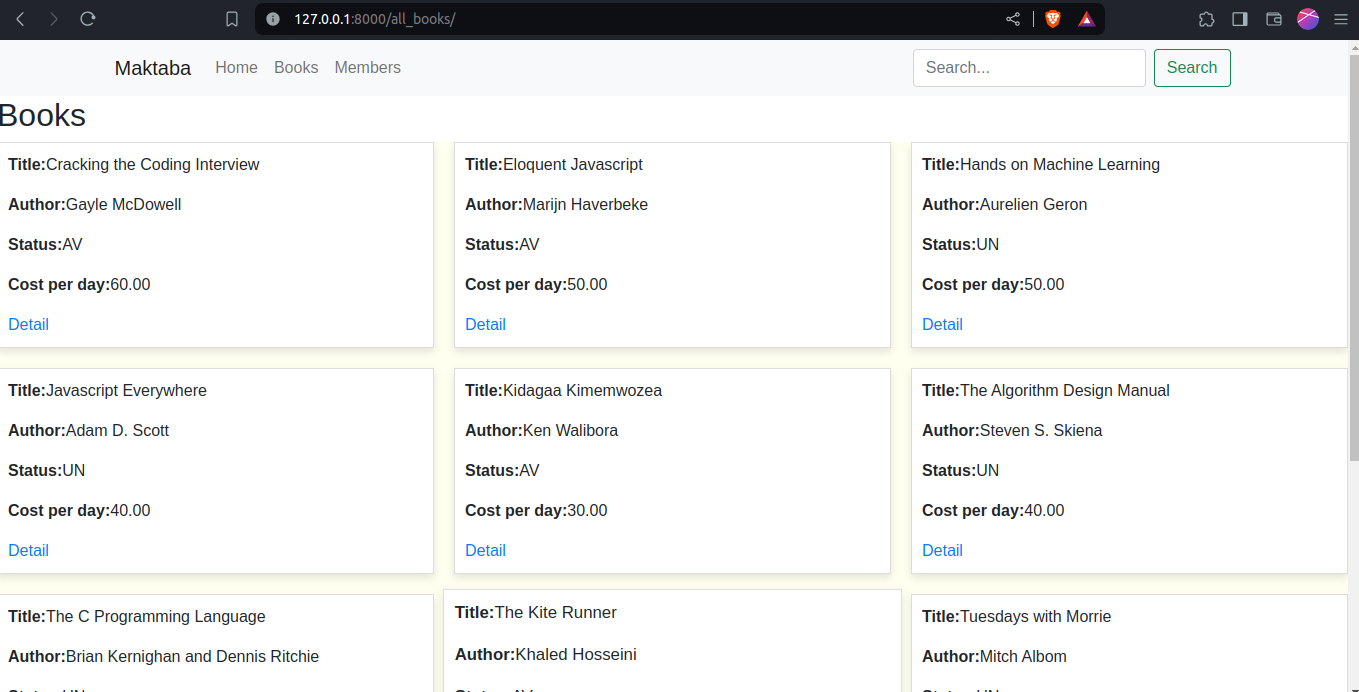 127.0.0.1:8000/all_books/
Maktaba Home Books Members Search... Search
Books
Title:Cracking the Coding Interview
Author:Gayle McDowell
Status:AV
Cost per day:60.00
Detail
Title:Eloquent Javascript
Author:Marijn Haverbeke
Status:AV
Cost per day:50.00
Detail
Title:Hands on Machine Learning
Author:Aurelien Geron
Status:UN
Cost per day:50.00
Detail
Title:Javascript Everywhere
Author:Adam D. Scott
Status:UN
Cost per day:40.00
Detail
Title:Kidagaa Kimemwozea
Author:Ken Walibora
Status:AV
Cost per day:30.00
Detail
Title:The Algorithm Design Manual
Author:Steven S. Skiena
Status:UN
Cost per day:40.00
Detail
Title:The C Programming Language
Author:Brian Kernighan and Dennis Ritchie
Status:UN
Title:The Kite Runner
Author:Khaled Hosseini
Status:AV
Title:Tuesdays with Morrie
Author:Mitch Albom
Status:UN